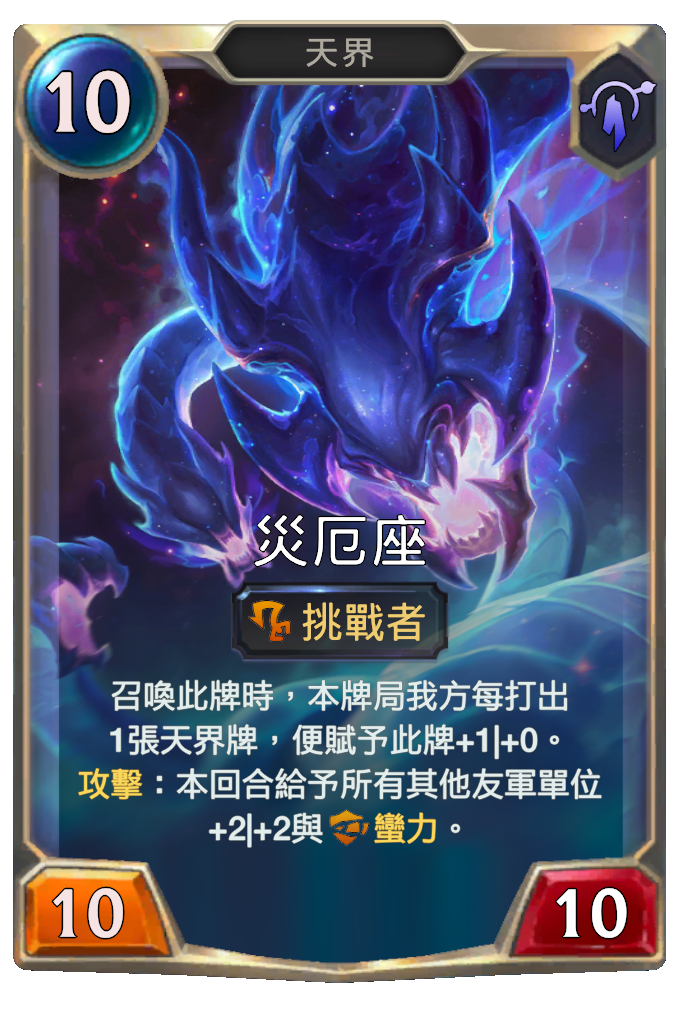 天界
10
災厄座
挑戰者
召喚此牌時，本牌局我方每打出
1張天界牌，便賦予此牌+1|+0。
攻擊：本回合給予所有其他友軍單位
+2|+2與蠻力。
10
10